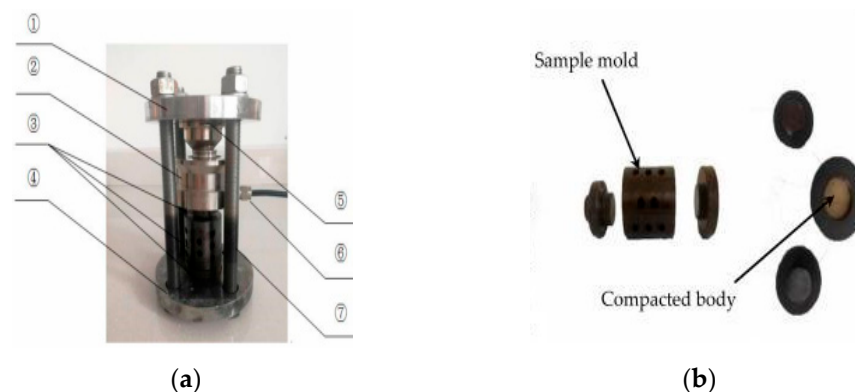 ①
②
③
④
⑤
⑥
⑦
Sample mold
Compacted body
(a)
(b)